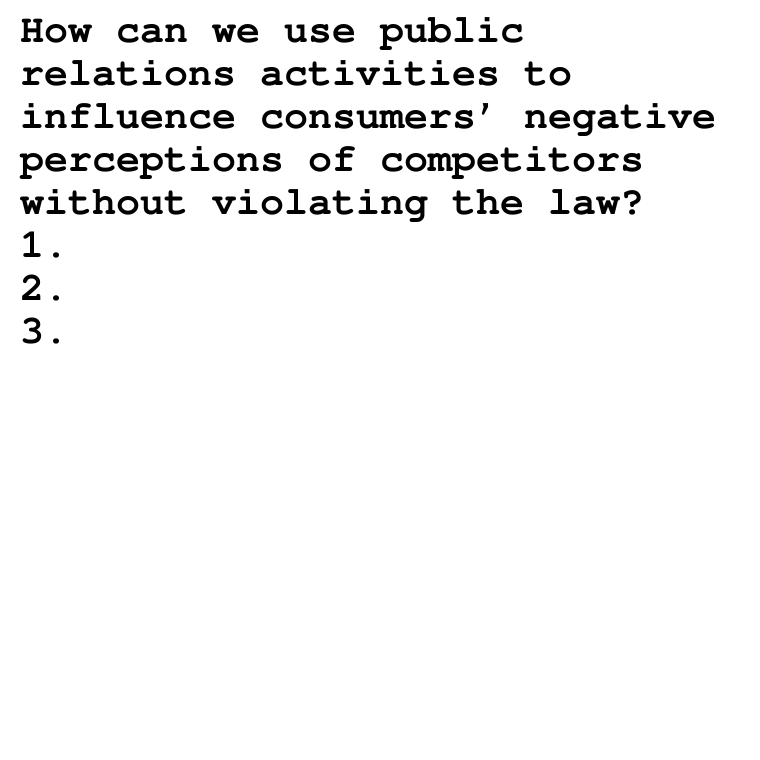 How can we use public
relations activities to
influence consumers’ negative
perceptions of competitors
without violating the law?
1.
2.
3.